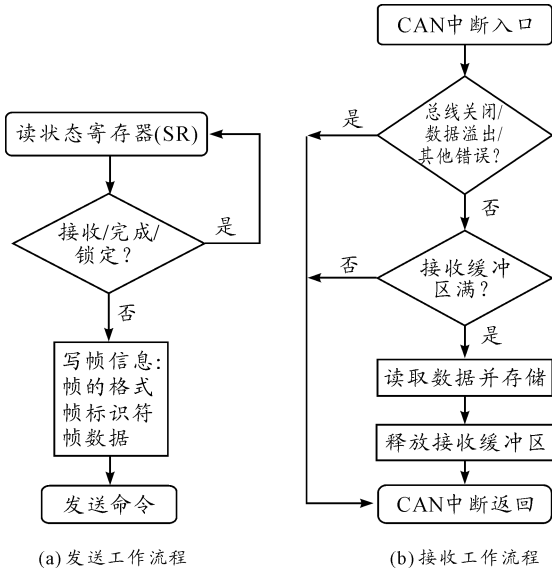 读状态寄存器(SR)
接收/完成/
锁定?
是
否
写帧信息:
帧的格式
帧标识符
帧数据
发送命令
(a)发送工作流程
CAN中断入口
总线关闭/
数据溢出/
其他错误?
是
否
接收缓冲
区满?
否
是
读取数据并存储
释放接收缓冲区
CAN中断返回
(b)接收工作流程